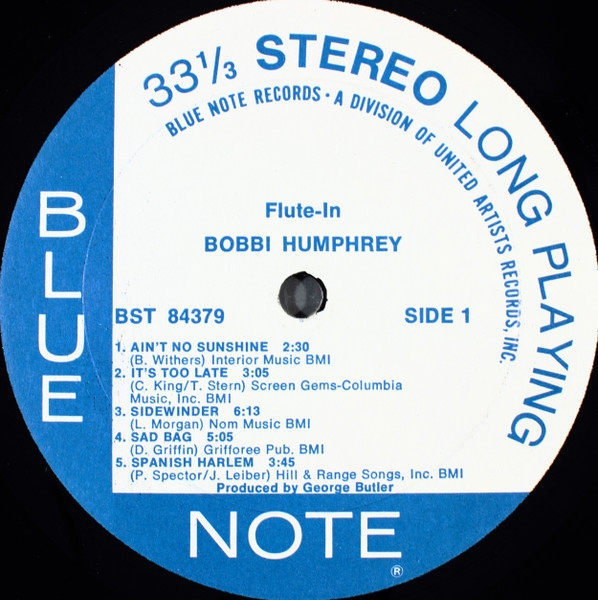 33⅓ STEREO LONG PLAYING
BLUE NOTE RECORDS • A DIVISION OF UNITED ARTISTS RECORDS, INC.
Flute-In
BOBBI HUMPHREY
BST 84379 SIDE 1
1. AIN'T NO SUNSHINE 2:30
(B. Withers) Interior Music BMI
2. IT'S TOO LATE 3:05
(C. King/T. Stern) Screen Gems-Columbia
Music, Inc. BMI
3. SIDEWINDER 6:13
(L. Morgan) Nom Music BMI
4. SAD BAG 5:05
(D. Griffin) Grifforee Pub. BMI
5. SPANISH HARLEM 3:45
(P. Spector/J. Leiber) Hill & Range Songs, Inc. BMI
Produced by George Butler
BLUE
NOTE
®